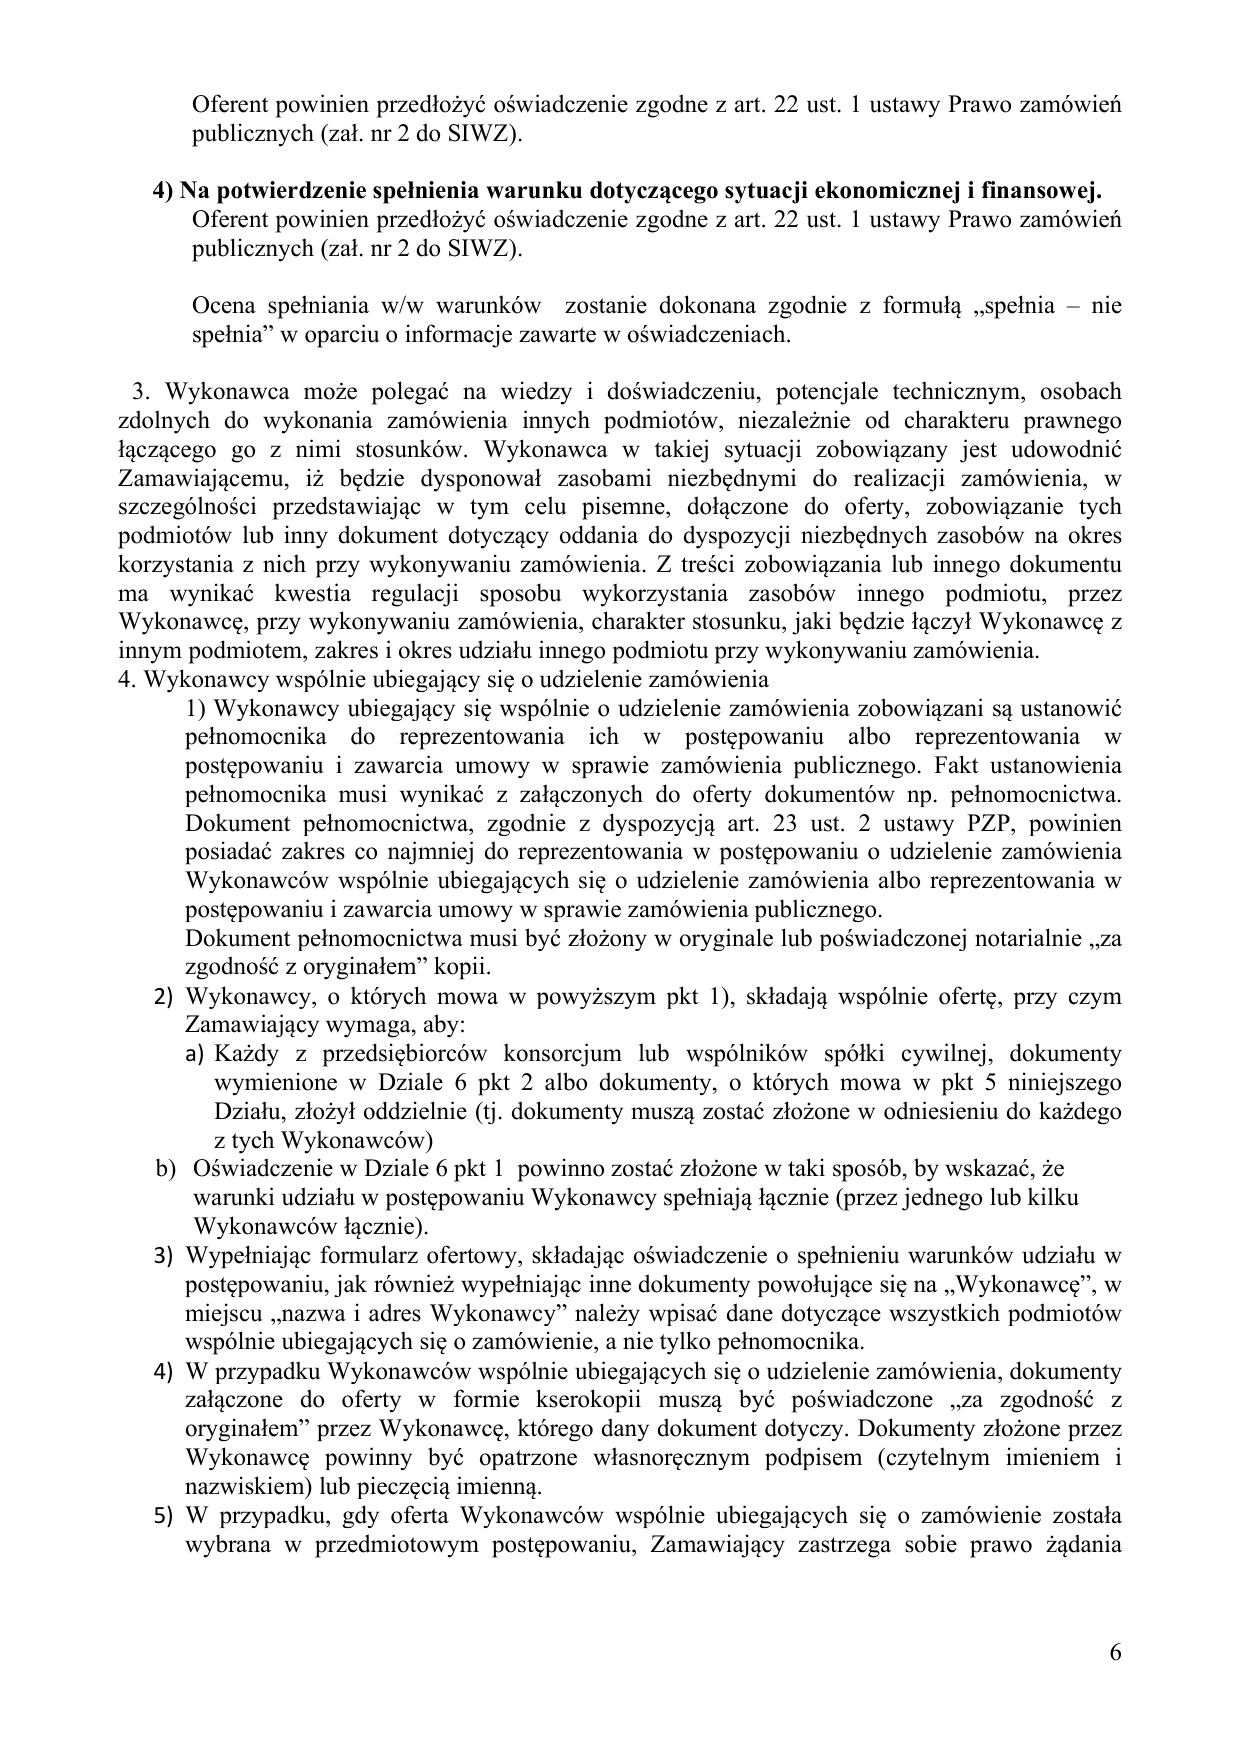 Oferent powinien przedłożyć oświadczenie zgodne z art. 22 ust. 1 ustawy Prawo zamówień
publicznych (zał. nr 2 do SIWZ).
4) Na potwierdzenie spełnienia warunku dotyczącego sytuacji ekonomicznej i finansowej.
Oferent powinien przedłożyć oświadczenie zgodne z art. 22 ust. 1 ustawy Prawo zamówień
publicznych (zał. nr 2 do SIWZ).
Ocena spełniania w/w warunków zostanie dokonana zgodnie z formułą „spełnia – nie
spełnia” w oparciu o informacje zawarte w oświadczeniach.
3. Wykonawca może polegać na wiedzy i doświadczeniu, potencjale technicznym, osobach
zdolnych do wykonania zamówienia innych podmiotów, niezależnie od charakteru prawnego
łączącego go z nimi stosunków. Wykonawca w takiej sytuacji zobowiązany jest udowodnić
Zamawiającemu, iż będzie dysponował zasobami niezbędnymi do realizacji zamówienia, w
szczególności przedstawiając w tym celu pisemne, dołączone do oferty, zobowiązanie tych
podmiotów lub inny dokument dotyczący oddania do dyspozycji niezbędnych zasobów na okres
korzystania z nich przy wykonywaniu zamówienia. Z treści zobowiązania lub innego dokumentu
ma wynikać kwestia regulacji sposobu wykorzystania zasobów innego podmiotu, przez
Wykonawcę, przy wykonywaniu zamówienia, charakter stosunku, jaki będzie łączył Wykonawcę z
innym podmiotem, zakres i okres udziału innego podmiotu przy wykonywaniu zamówienia.
4. Wykonawcy wspólnie ubiegający się o udzielenie zamówienia
1) Wykonawcy ubiegający się wspólnie o udzielenie zamówienia zobowiązani są ustanowić
pełnomocnika do reprezentowania ich w postępowaniu albo reprezentowania w
postępowaniu i zawarcia umowy w sprawie zamówienia publicznego. Fakt ustanowienia
pełnomocnika musi wynikać z załączonych do oferty dokumentów np. pełnomocnictwa.
Dokument pełnomocnictwa, zgodnie z dyspozycją art. 23 ust. 2 ustawy PZP, powinien
posiadać zakres co najmniej do reprezentowania w postępowaniu o udzielenie zamówienia
Wykonawców wspólnie ubiegających się o udzielenie zamówienia albo reprezentowania w
postępowaniu i zawarcia umowy w sprawie zamówienia publicznego.
Dokument pełnomocnictwa musi być złożony w oryginale lub poświadczonej notarialnie „za
zgodność z oryginałem” kopii.
2) Wykonawcy, o których mowa w powyższym pkt 1), składają wspólnie ofertę, przy czym
Zamawiający wymaga, aby:
a) Każdy z przedsiębiorców konsorcjum lub wspólników spółki cywilnej, dokumenty
wymienione w Dziale 6 pkt 2 albo dokumenty, o których mowa w pkt 5 niniejszego
Działu, złożył oddzielnie (tj. dokumenty muszą zostać złożone w odniesieniu do każdego
z tych Wykonawców)
b) Oświadczenie w Dziale 6 pkt 1 powinno zostać złożone w taki sposób, by wskazać, że
warunki udziału w postępowaniu Wykonawcy spełniają łącznie (przez jednego lub kilku
Wykonawców łącznie).
3) Wypełniając formularz ofertowy, składając oświadczenie o spełnieniu warunków udziału w
postępowaniu, jak również wypełniając inne dokumenty powołujące się na „Wykonawcę”, w
miejscu „nazwa i adres Wykonawcy” należy wpisać dane dotyczące wszystkich podmiotów
wspólnie ubiegających się o zamówienie, a nie tylko pełnomocnika.
4) W przypadku Wykonawców wspólnie ubiegających się o udzielenie zamówienia, dokumenty
załączone do oferty w formie kserokopii muszą być poświadczone „za zgodność z
oryginałem” przez Wykonawcę, którego dany dokument dotyczy. Dokumenty złożone przez
Wykonawcę powinny być opatrzone własnoręcznym podpisem (czytelnym imieniem i
nazwiskiem) lub pieczęcią imienną.
5) W przypadku, gdy oferta Wykonawców wspólnie ubiegających się o zamówienie została
wybrana w przedmiotowym postępowaniu, Zamawiający zastrzega sobie prawo żądania
6